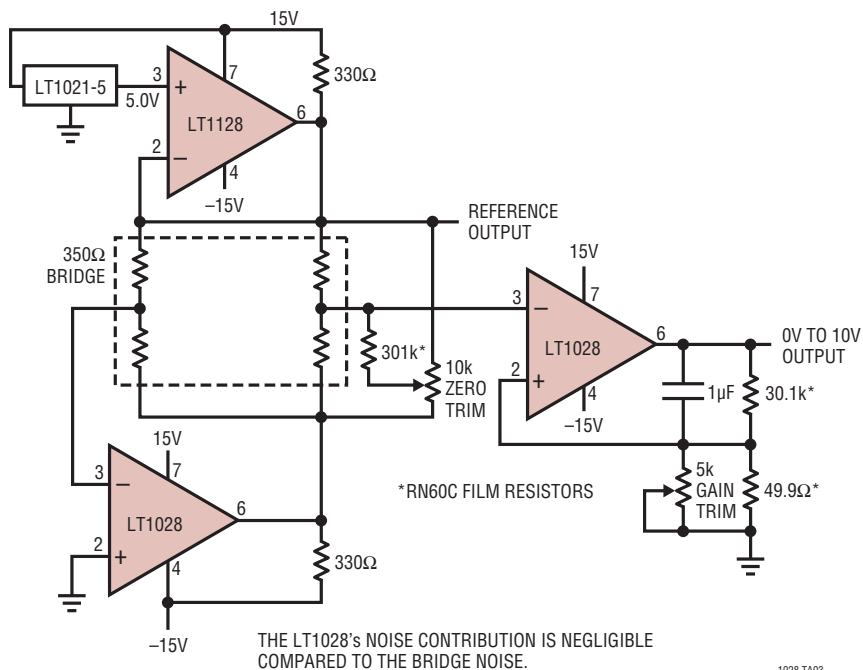 15V
LT1021-5
5.0V
3
+
7
LT1128
6
330Ω
2
−
4
–15V
REFERENCE
OUTPUT
350Ω
BRIDGE
301k*
10k
ZERO
TRIM
15V
7
3
−
LT1028
6
2
+
4
–15V
0V TO 10V
OUTPUT
1µF
30.1k*
5k
GAIN
TRIM
49.9Ω*
*RN60C FILM RESISTORS
15V
7
3
−
LT1028
6
2
+
4
330Ω
–15V
THE LT1028's NOISE CONTRIBUTION IS NEGLIGIBLE
COMPARED TO THE BRIDGE NOISE.
1028 TA03